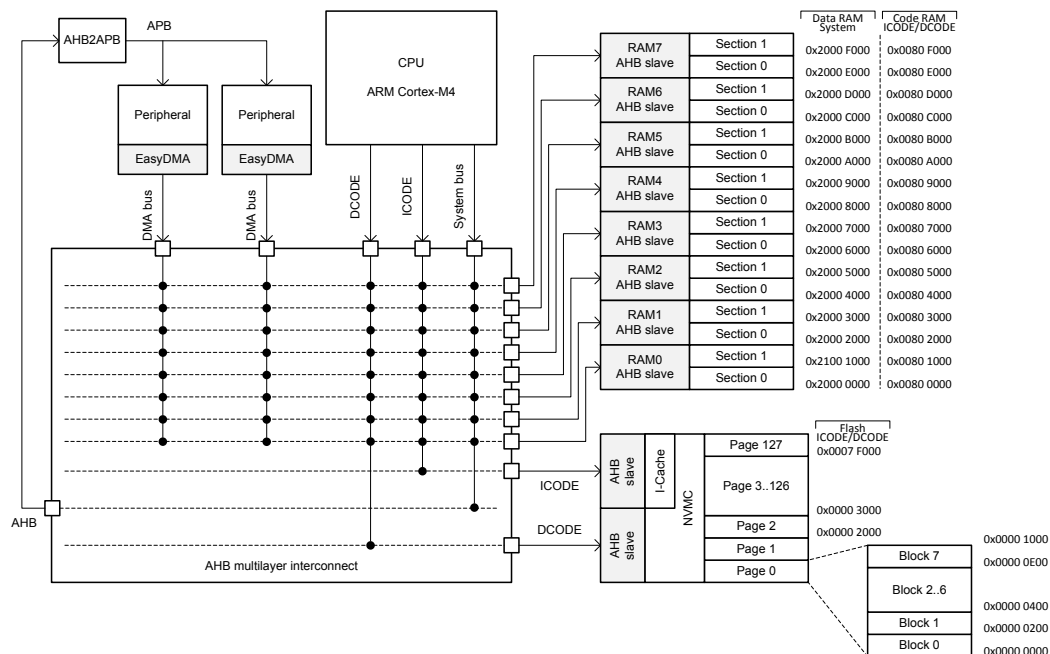 AHB2APB
APB
CPU
ARM Cortex-M4
Peripheral
EasyDMA
Peripheral
EasyDMA
DMA bus
DMA bus
DCODE
ICODE
System bus
Data RAM
System
Code RAM
ICODE/DCODE
RAM7
AHB slave
Section 1
0x2000 F000
0x0080 F000
Section 0
0x2000 E000
0x0080 E000
RAM6
AHB slave
Section 1
0x2000 D000
0x0080 D000
Section 0
0x2000 C000
0x0080 C000
RAM5
AHB slave
Section 1
0x2000 B000
0x0080 B000
Section 0
0x2000 A000
0x0080 A000
RAM4
AHB slave
Section 1
0x2000 9000
0x0080 9000
Section 0
0x2000 8000
0x0080 8000
RAM3
AHB slave
Section 1
0x2000 7000
0x0080 7000
Section 0
0x2000 6000
0x0080 6000
RAM2
AHB slave
Section 1
0x2000 5000
0x0080 5000
Section 0
0x2000 4000
0x0080 4000
RAM1
AHB slave
Section 1
0x2000 3000
0x0080 3000
Section 0
0x2000 2000
0x0080 2000
RAM0
AHB slave
Section 1
0x2100 1000
0x0080 1000
Section 0
0x2000 0000
0x0080 0000
AHB
AHB multilayer interconnect
ICODE
DCODE
AHB
slave
AHB
slave
I-Cache
NVMC
Flash
ICODE/DCODE
Page 127
0x0007 F000
Page 3..126
0x0000 3000
Page 2
0x0000 2000
Page 1
0x0000 1000
Page 0
Block 7
0x0000 0E00
Block 2..6
0x0000 0400
Block 1
0x0000 0200
Block 0
0x0000 0000